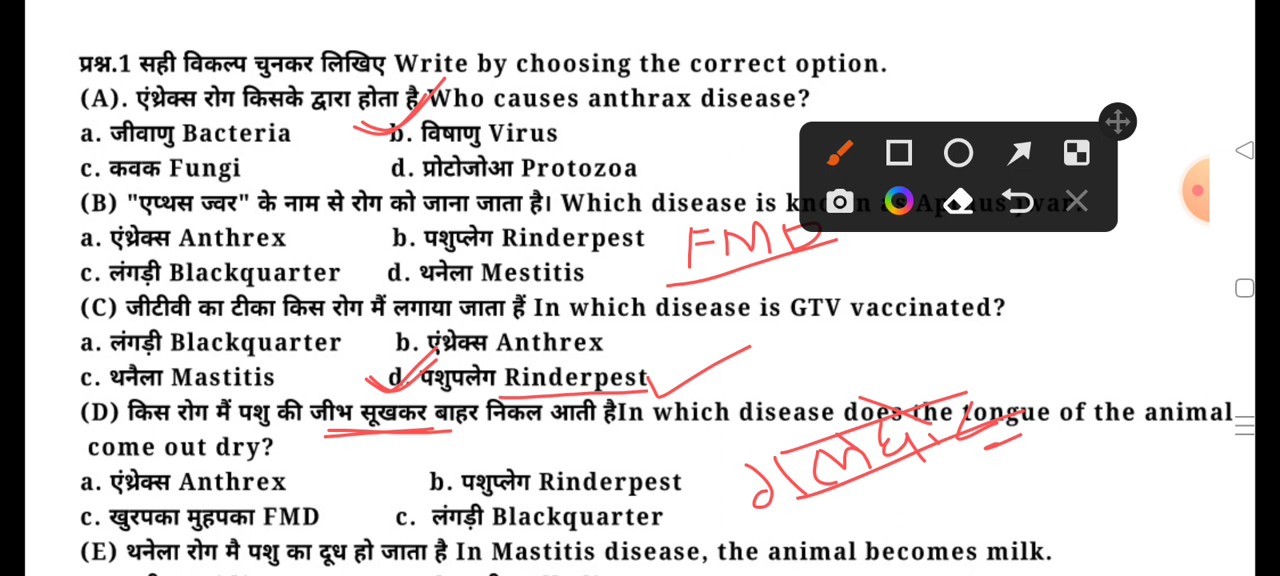 प्रश्न.1 सही विकल्प चुनकर लिखिए Write by choosing the correct option.
(A). एंथ्रेक्स रोग किसके द्वारा होता है Who causes anthrax disease?
a. जीवाणु Bacteria b. विषाणु Virus
c. कवक Fungi d. प्रोटोजोआ Protozoa
(B) "एप्थस ज्वर" के नाम से रोग को जाना जाता है। Which disease is
a. एंथ्रेक्स Anthrex b. पशुप्लेग Rinderpest
FMD
c. लंगड़ी Blackquarter d. थनेला Mestitis
(C) जीटीवी का टीका किस रोग मैं लगाया जाता हैं In which disease is GTV vaccinated?
a. लंगड़ी Blackquarter b. एंथ्रेक्स Anthrex
c. थनैला Mastitis d. पशुपलेग Rinderpest
(D) किस रोग मैं पशु की जीभ सूखकर बाहर निकल आती हैIn which disease does the tongue of the animal
come out dry?
a. एंथ्रेक्स Anthrex b. पशुप्लेग Rinderpest
c. खुरपका मुहपका FMD c. लंगड़ी Blackquarter
(E) थनेला रोग मै पशु का दूध हो जाता है In Mastitis disease, the animal becomes milk.